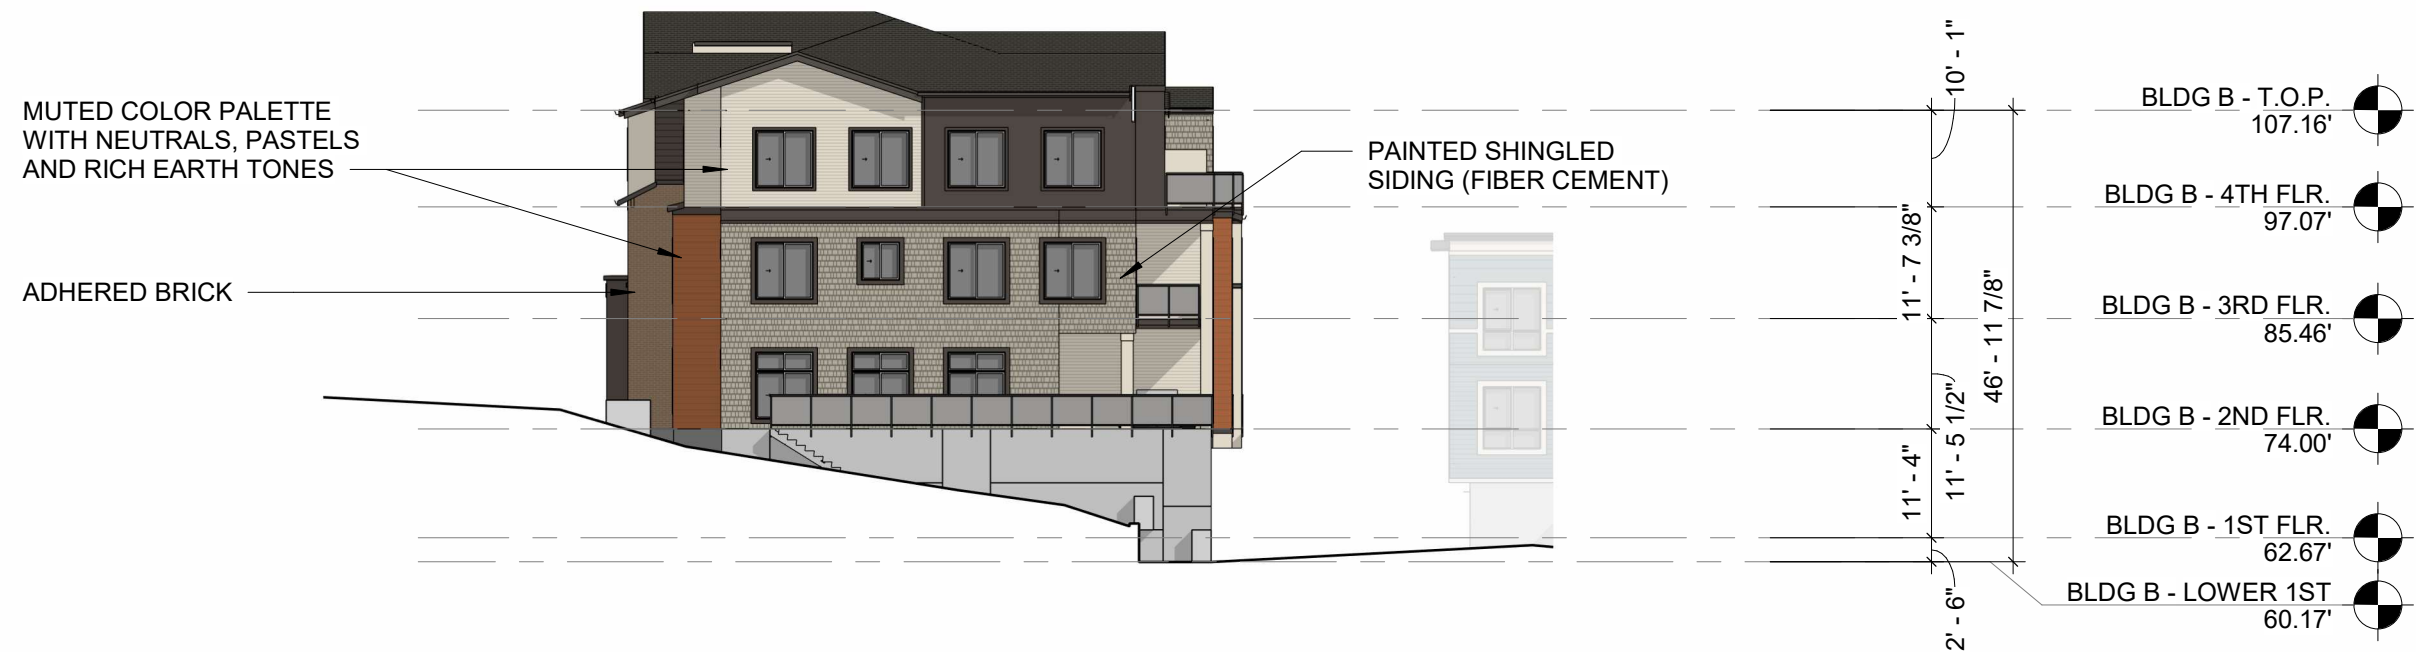 MUTED COLOR PALETTE
WITH NEUTRALS, PASTELS
AND RICH EARTH TONES
ADHERED BRICK
PAINTED SHINGLED
SIDING (FIBER CEMENT)
10' - 1"
11' - 7 3/8"
46' - 11 7/8"
11' - 5 1/2"
11' - 4"
2' - 6"
BLDG B - T.O.P.
107.16'
BLDG B - 4TH FLR.
97.07'
BLDG B - 3RD FLR.
85.46'
BLDG B - 2ND FLR.
74.00'
BLDG B - 1ST FLR.
62.67'
BLDG B - LOWER 1ST
60.17'